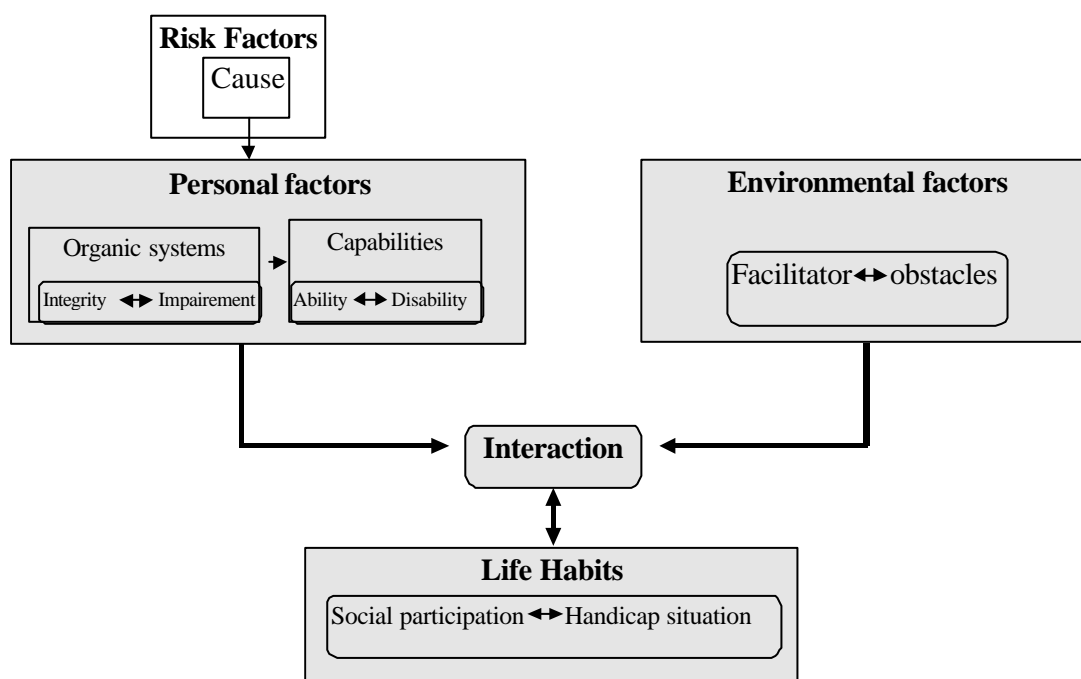 Risk Factors
Cause
Personal factors
Organic systems
Integrity Impairement
Capabilities
Ability Disability
Environmental factors
Facilitator obstacles
Interaction
Life Habits
Social participation Handicap situation